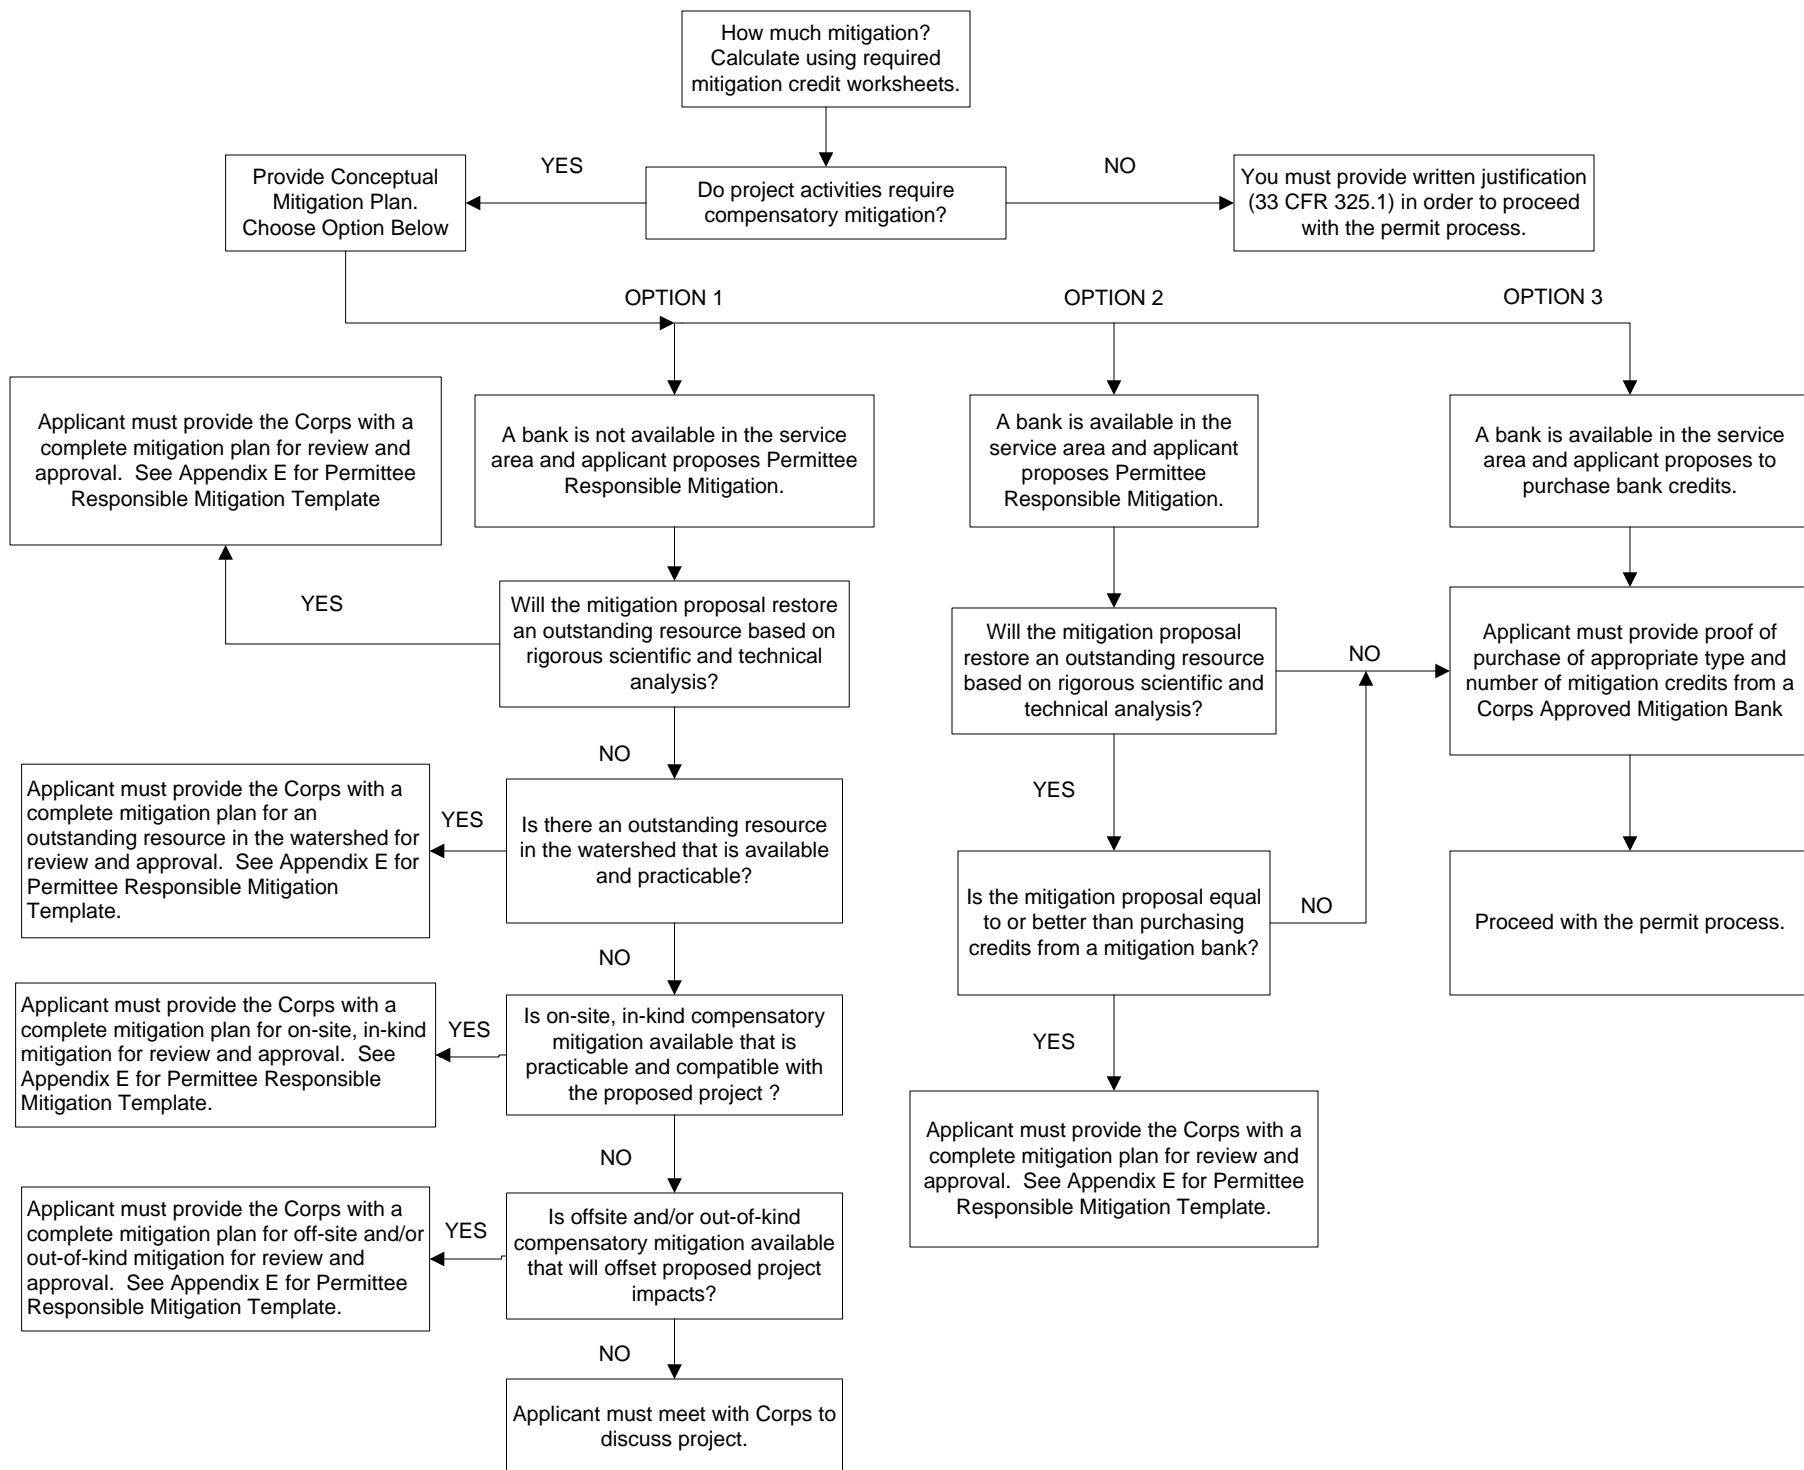 How much mitigation?
Calculate using required
mitigation credit worksheets.
YES
NO
Provide Conceptual
Mitigation Plan.
Choose Option Below
Do project activities require
compensatory mitigation?
You must provide written justification
(33 CFR 325.1) in order to proceed
with the permit process.
OPTION 1
OPTION 2
OPTION 3
Applicant must provide the Corps with a
complete mitigation plan for review and
approval.  See Appendix E for Permittee
Responsible Mitigation Template
A bank is not available in the service
area and applicant proposes Permittee
Responsible Mitigation.
A bank is available in the
service area and applicant
proposes Permittee
Responsible Mitigation.
A bank is available in the service
area and applicant proposes to
purchase bank credits.
YES
Will the mitigation proposal restore
an outstanding resource based on
rigorous scientific and technical
analysis?
Will the mitigation proposal
restore an outstanding resource
based on rigorous scientific and
technical analysis?
NO
Applicant must provide proof of
purchase of appropriate type and
number of mitigation credits from a
Corps Approved Mitigation Bank
NO
YES
Applicant must provide the Corps with a
complete mitigation plan for an
outstanding resource in the watershed for
review and approval.  See Appendix E for
Permittee Responsible Mitigation
Template.
YES
Is there an outstanding resource
in the watershed that is available
and practicable?
Is the mitigation proposal equal
to or better than purchasing
credits from a mitigation bank?
NO
Proceed with the permit process.
NO
YES
Applicant must provide the Corps with a
complete mitigation plan for on-site, in-kind
mitigation for review and approval.  See
Appendix E for Permittee Responsible
Mitigation Template.
YES
Is on-site, in-kind compensatory
mitigation available that is
practicable and compatible with
the proposed project ?
Applicant must provide the Corps with a
complete mitigation plan for review and
approval.  See Appendix E for Permittee
Responsible Mitigation Template.
NO
Applicant must provide the Corps with a
complete mitigation plan for off-site and/or
out-of-kind mitigation for review and
approval.  See Appendix E for Permittee
Responsible Mitigation Template.
YES
Is offsite and/or out-of-kind
compensatory mitigation available
that will offset proposed project
impacts?
NO
Applicant must meet with Corps to
discuss project.